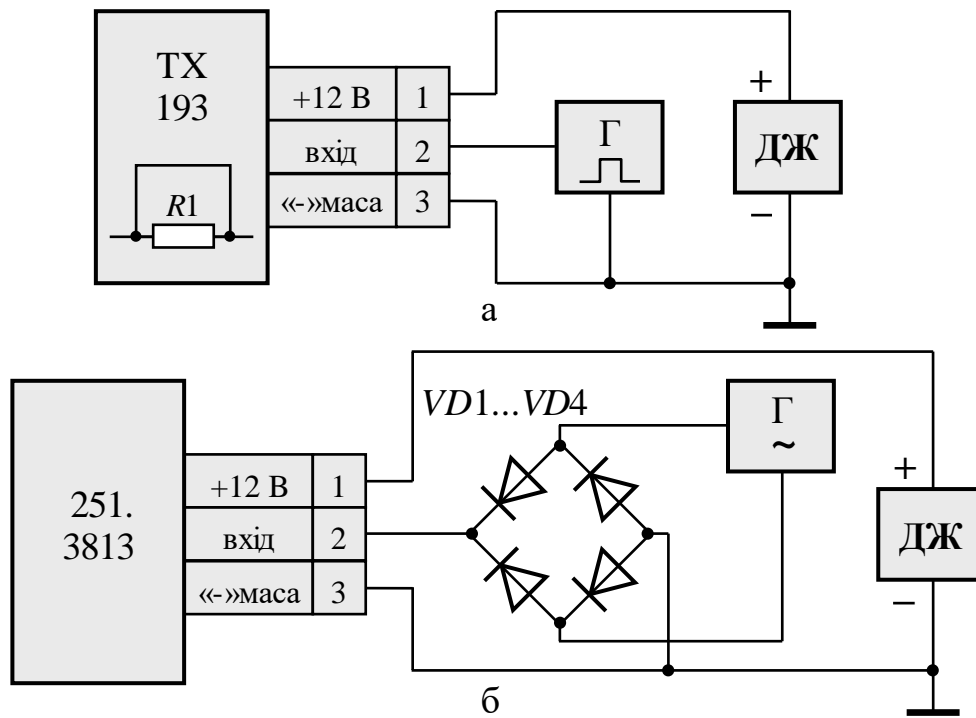 ТХ
193
+12 В 1
вхід 2
«-»маса 3
R1
Г
+
ДЖ
–
а
VD1...VD4
Г
~
251.
3813
+12 В 1
вхід 2
«-»маса 3
+
ДЖ
–
б